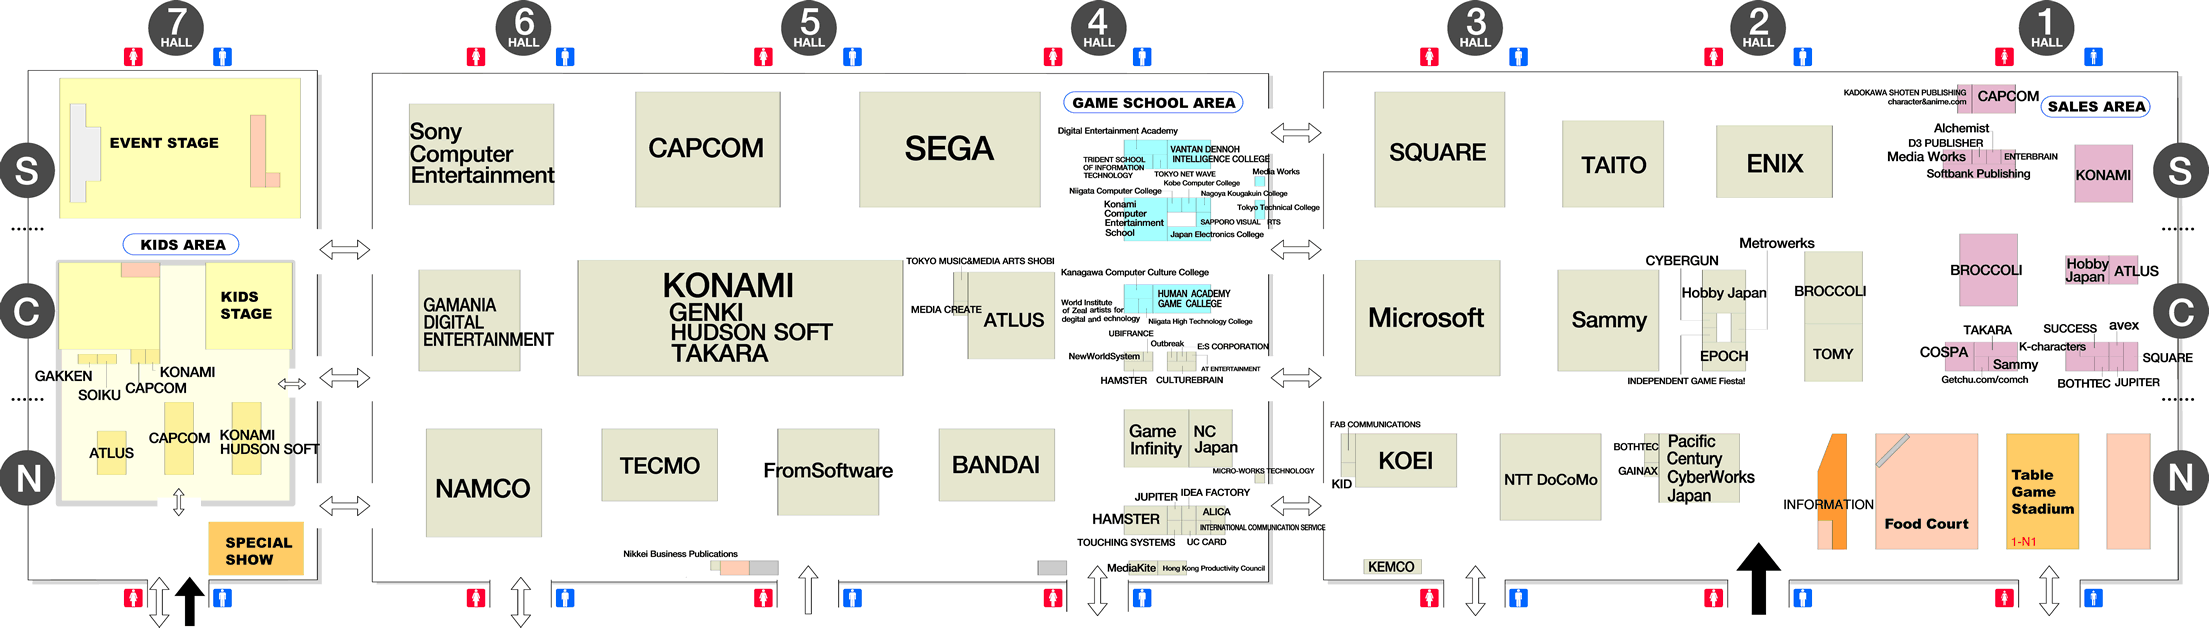 7
HALL
6
HALL
5
HALL
4
HALL
3
HALL
2
HALL
1
HALL
S
C
N
EVENT STAGE
KIDS AREA
KIDS
STAGE
GAKKEN
SOIKU
CAPCOM
KONAMI
ATLUS
CAPCOM
KONAMI
HUDSON SOFT
SPECIAL
SHOW
Sony
Computer
Entertainment
CAPCOM
SEGA
GAMANIA
DIGITAL
ENTERTAINMENT
KONAMI
GENKI
HUDSON SOFT
TAKARA
TOKYO MUSIC&MEDIA ARTS SHOBI
MEDIA CREATE
ATLUS
NAMCO
TECMO
FromSoftware
BANDAI
Nikkei Business Publications
GAME SCHOOL AREA
Digital Entertainment Academy
VANTAN DENNOH
INTELLIGENCE COLLEGE
TRIDENT SCHOOL
OF INFORMATION
TECHNOLOGY
TOKYO NET WAVE
Media Works
Kobe Computer College
Niigata Computer College
Nagoya Kougakuin College
Konami
Computer
Entertainment
School
Tokyo Technical College
SAPPORO VISUAL ARTS
Japan Electronics College
Kanagawa Computer Culture College
HUMAN ACADEMY
GAME CALLEGE
World Institute
of Zeal artists for
degital and echnology
Niigata High Technology College
UBIFRANCE
Outbreak
E:S CORPORATION
NewWorldSystem
AT ENTERTAINMENT
HAMSTER
CULTUREBRAIN
Game
Infinity
NC
Japan
MICRO-WORKS TECHNOLOGY
JUPITER
IDEA FACTORY
HAMSTER
ALICA
INTERNATIONAL COMMUNICATION SERVICE
TOUCHING SYSTEMS
UC CARD
MediaKite
Hong Kong Productivity Council
SQUARE
TAITO
ENIX
Microsoft
Sammy
CYBERGUN
Metrowerks
Hobby Japan
EPOCH
INDEPENDENT GAME Fiesta!
BROCCOLI
TOMY
FAB COMMUNICATIONS
KID
KOEI
NTT DoCoMo
BOTHTEC
GAINAX
Pacific
Century
CyberWorks
Japan
KEMCO
INFORMATION
Food Court
Table
Game
Stadium
1-N1
KADOKAWA SHOTEN PUBLISHING
character&anime.com
CAPCOM
SALES AREA
Alchemist
D3 PUBLISHER
Media Works
ENTERBRAIN
Softbank Publishing
KONAMI
BROCCOLI
Hobby
Japan
ATLUS
TAKARA
COSPA
Sammy
Getchu.com/comch
SUCCESS
avex
K-characters
SQUARE
BOTHTEC
JUPITER
S
C
N